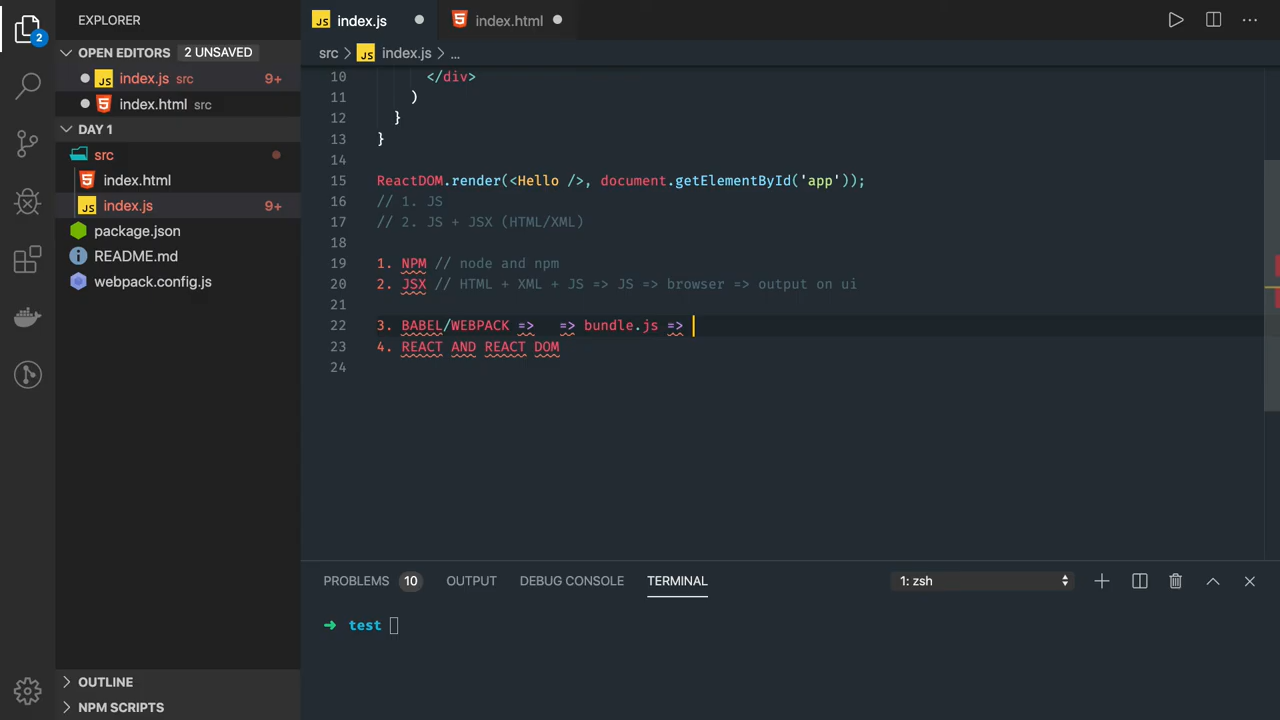 EXPLORER
JS index.js
index.html
OPEN EDITORS 2 UNSAVED
src > JS index.js > ...
JS index.js src 9+
index.html src
DAY 1
src
index.html
JS index.js 9+
package.json
README.md
webpack.config.js
2
10 </div>
11 )
12 }
13 }
14
15 ReactDOM.render(<Hello />, document.getElementById('app'));
16 // 1. JS
17 // 2. JS + JSX (HTML/XML)
18
19 1. NPM // node and npm
20 2. JSX // HTML + XML + JS => JS => browser => output on ui
21
22 3. BABEL/WEBPACK =>   => bundle.js =>
23 4. REACT AND REACT DOM
24
PROBLEMS 10 OUTPUT DEBUG CONSOLE TERMINAL 1: zsh
➜ test
OUTLINE
NPM SCRIPTS